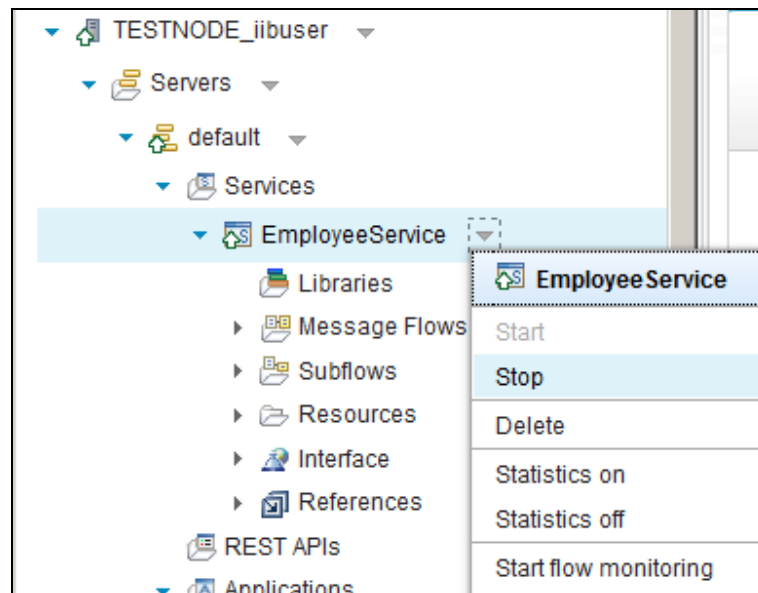 TESTNODE_iibuser
Servers
default
Services
EmployeeService
Libraries
Message Flows
Subflows
Resources
Interface
References
REST APIs
Applications
EmployeeService
Start
Stop
Delete
Statistics on
Statistics off
Start flow monitoring